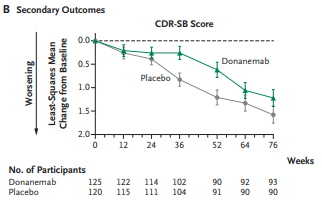 B Secondary Outcomes
CDR-SB Score
Worsening
Least-Squares Mean
Change from Baseline
0.0
0.5
1.0
1.5
2.0
Donanemab
Placebo
0 12 24 36 52 64 76
Weeks
No. of Participants
Donanemab 125 122 114 102 90 92 93
Placebo 120 115 111 104 91 90 90